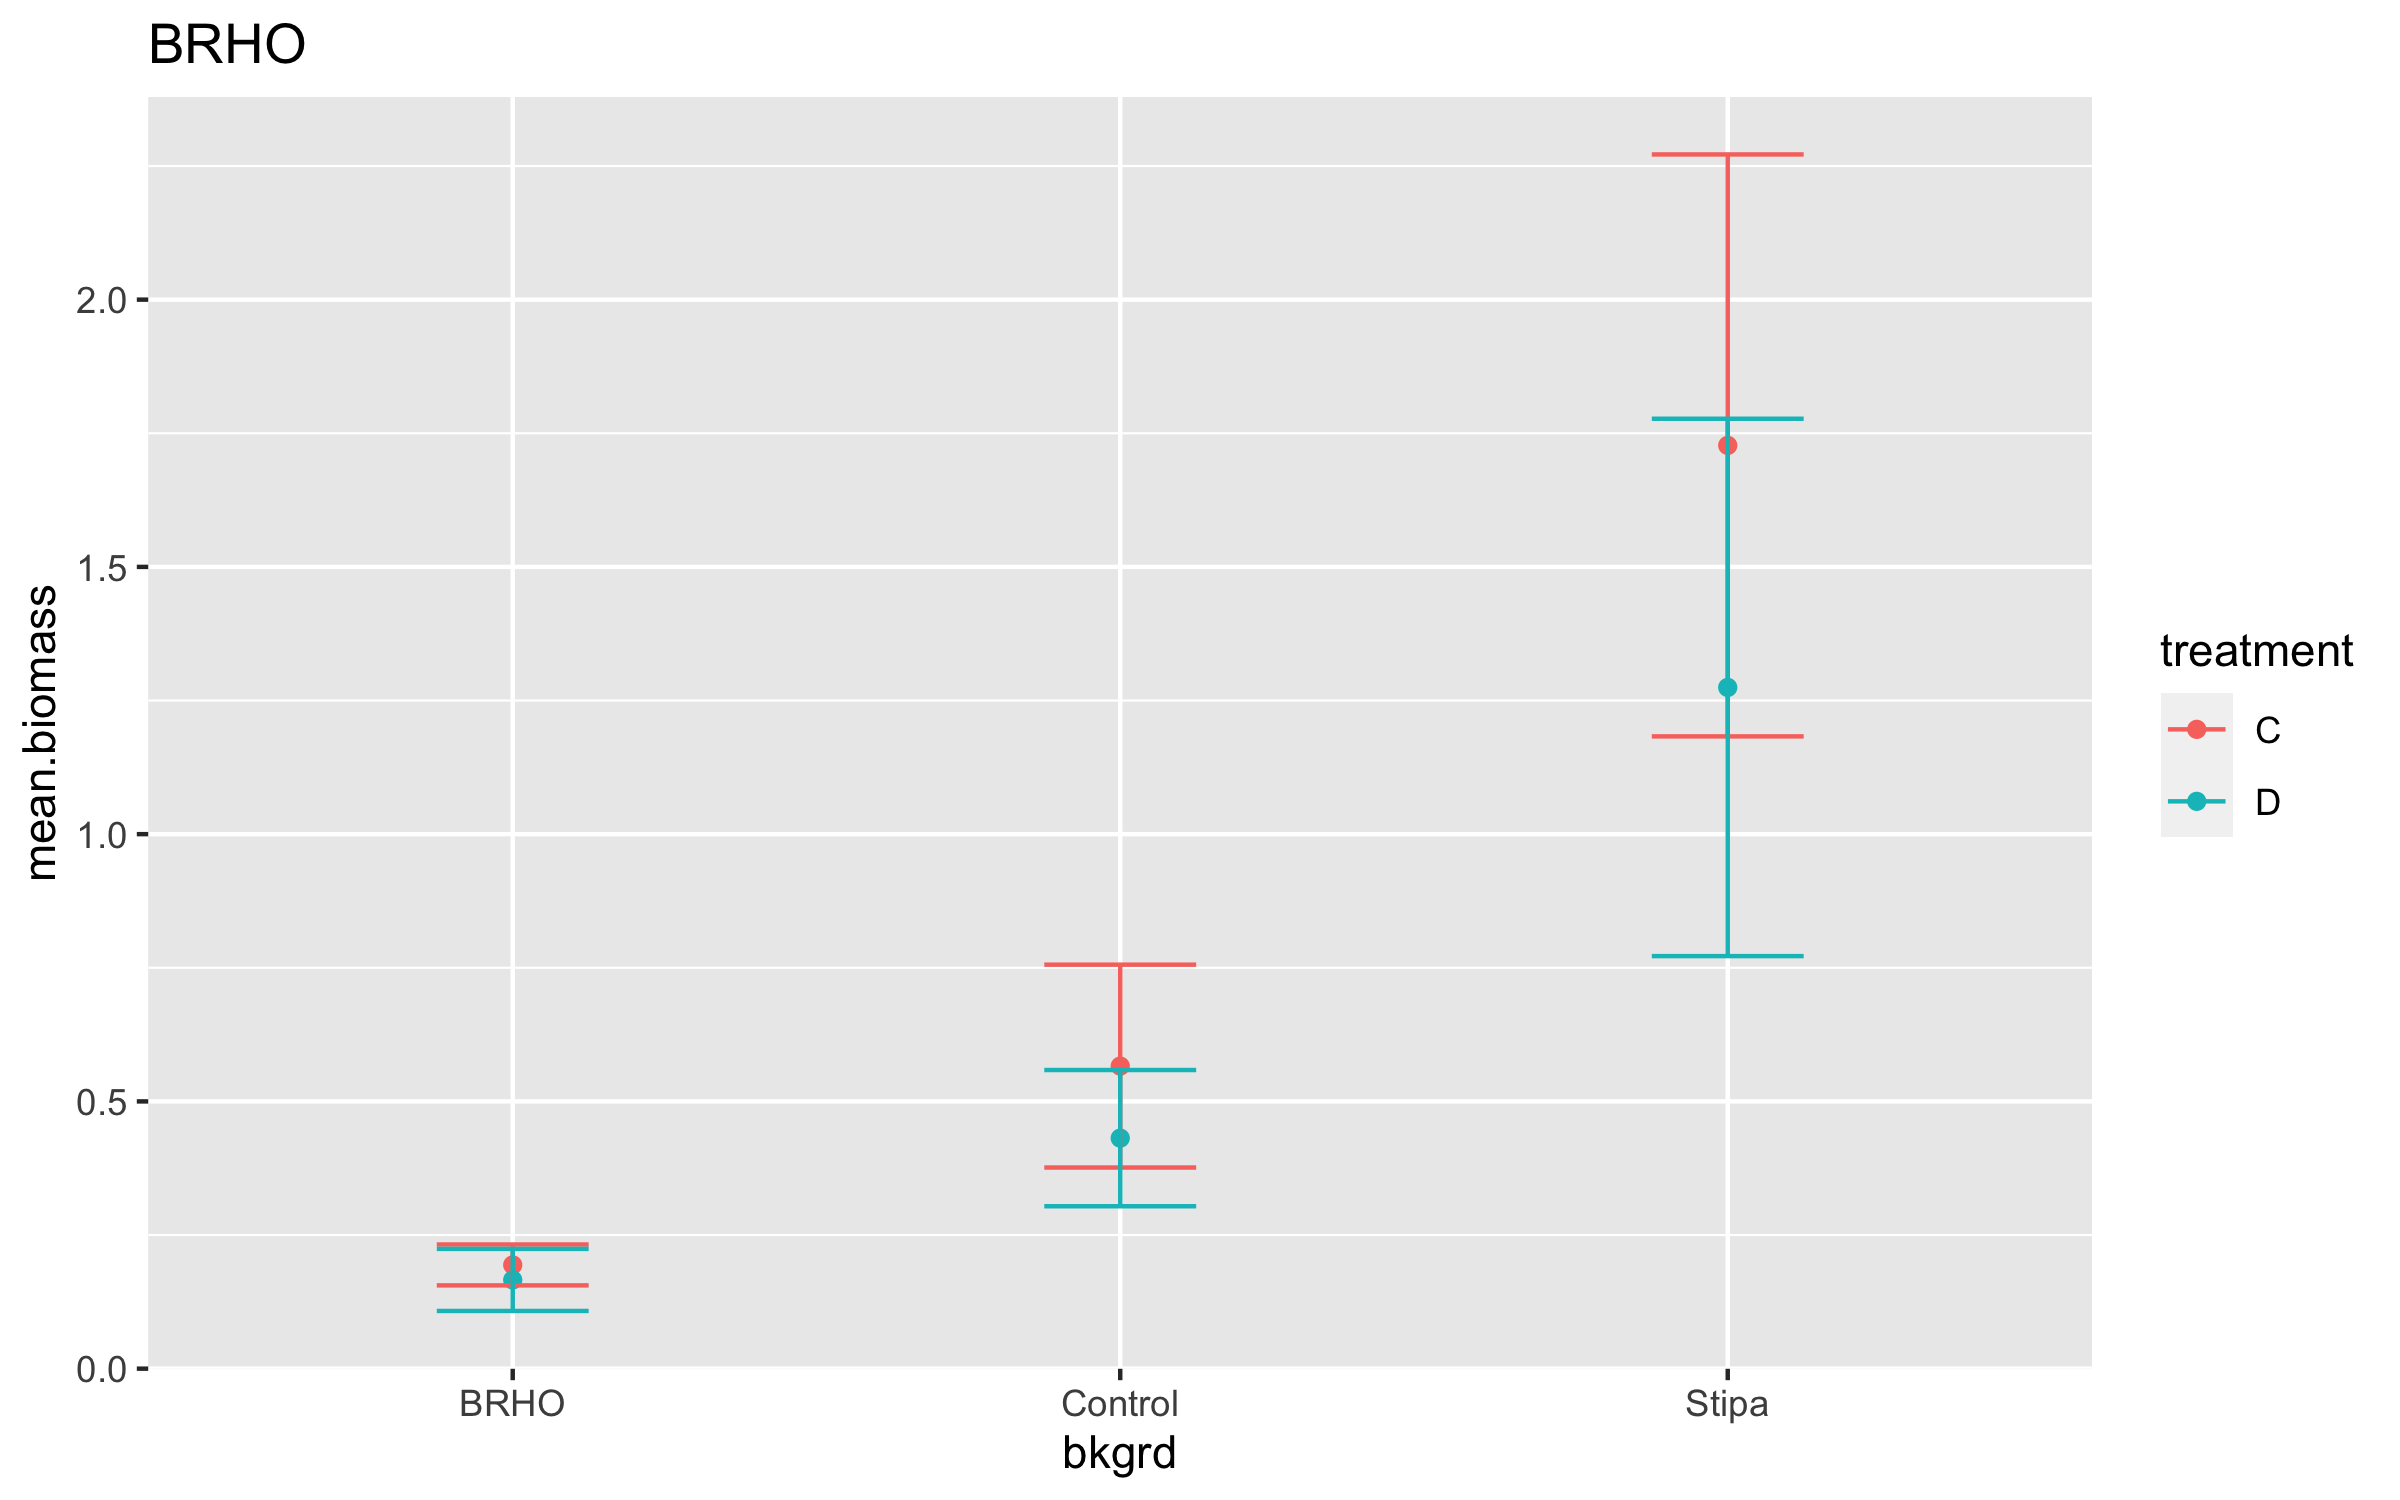 BRHO
mean.biomass
2.0
1.5
1.0
0.5
0.0
BRHO
Control
Stipa
bkgrd
treatment
C
D